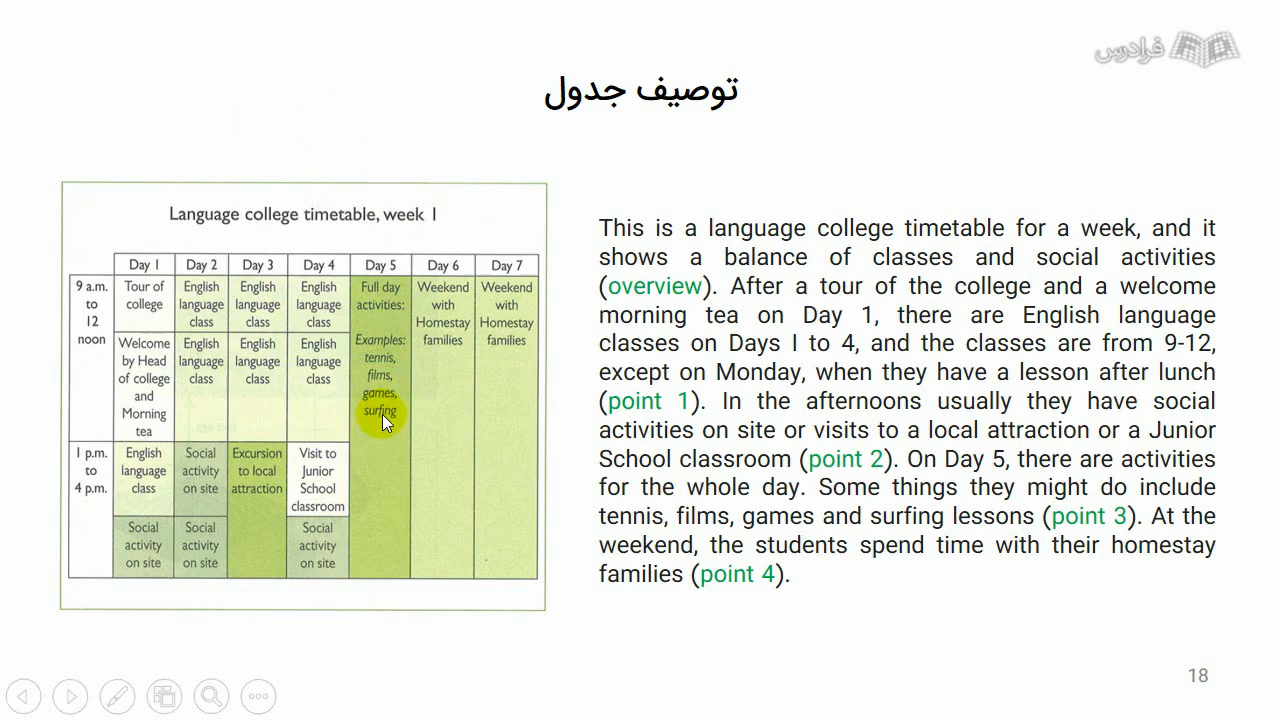 فرادرس
توصیف جدول
Language college timetable, week 1
Day 1 Day 2 Day 3 Day 4 Day 5 Day 6 Day 7
9 a.m.
to
12
noon
Tour of
college
English
language
class
English
language
class
English
language
class
Full day
activities:
Examples:
tennis,
films,
games,
surfing
Weekend
with
Homestay
families
Weekend
with
Homestay
families
Welcome
by Head
of college
and
Morning
tea
English
language
class
English
language
class
English
language
class
1 p.m.
to
4 p.m.
English
language
class
Social
activity
on site
Excursion
to local
attraction
Visit to
Junior
School
classroom
Social
activity
on site
Social
activity
on site
Social
activity
on site
This is a language college timetable for a week, and it
shows a balance of classes and social activities
(overview). After a tour of the college and a welcome
morning tea on Day 1, there are English language
classes on Days I to 4, and the classes are from 9-12,
except on Monday, when they have a lesson after lunch
(point 1). In the afternoons usually they have social
activities on site or visits to a local attraction or a Junior
School classroom (point 2). On Day 5, there are activities
for the whole day. Some things they might do include
tennis, films, games and surfing lessons (point 3). At the
weekend, the students spend time with their homestay
families (point 4).
18